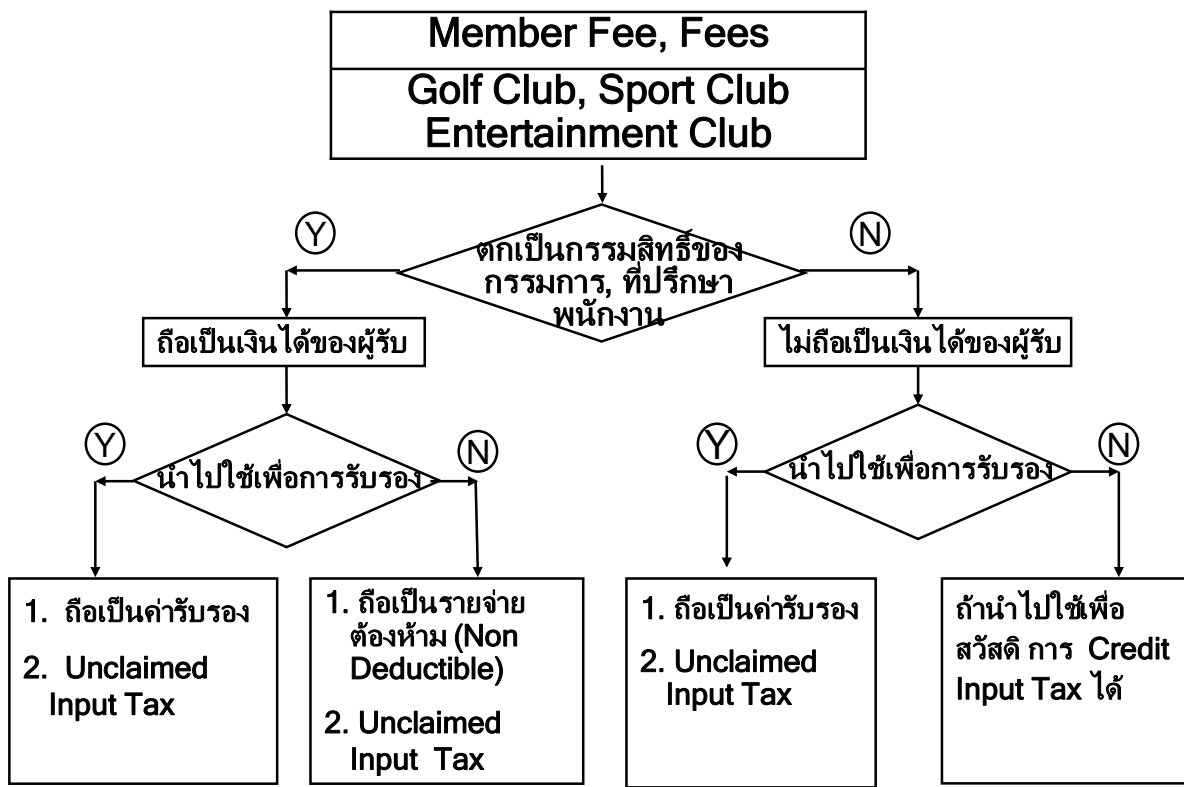 Member Fee, Fees
Golf Club, Sport Club
Entertainment Club
Y
N
ตกเป็นกรรมสิทธิ์ของ
กรรมการ, ที่ปรึกษา
พนักงาน
ถือเป็นเงินได้ของผู้รับ
ไม่ถือเป็นเงินได้ของผู้รับ
Y
N
นำไปใช้เพื่อการรับรอง
Y
N
นำไปใช้เพื่อการรับรอง
1. ถือเป็นค่ารับรอง
2. Unclaimed
Input Tax
1. ถือเป็นรายจ่าย
ต้องห้าม (Non
Deductible)
2. Unclaimed
Input Tax
1. ถือเป็นค่ารับรอง
2. Unclaimed
Input Tax
ถ้านำไปใช้เพื่อ
สวัสดิ การ Credit
Input Tax ได้